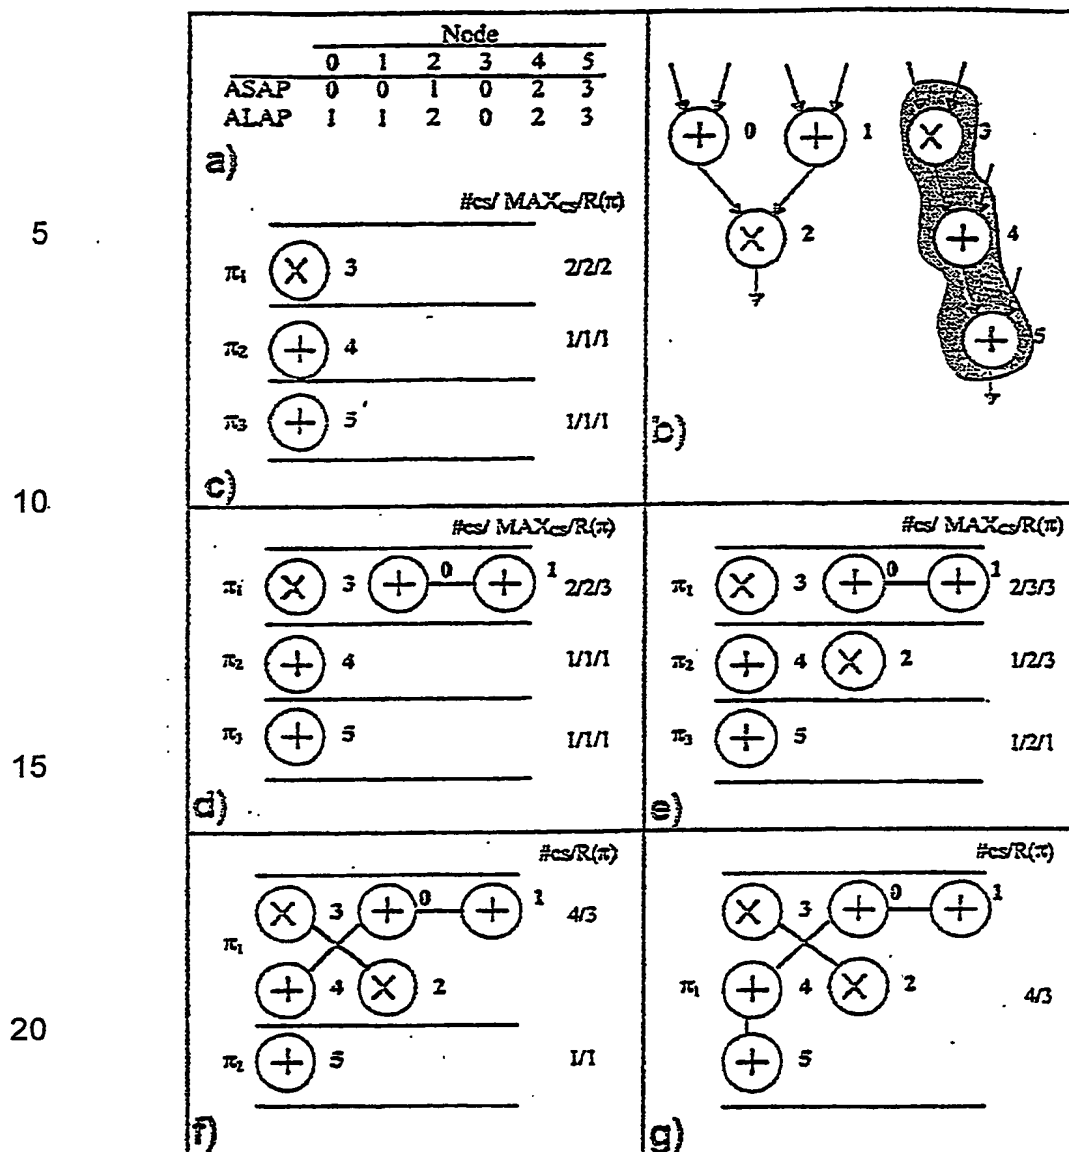 Node
0 1 2 3 4 5
ASAP 0 0 1 0 2 3
ALAP 1 1 2 0 2 3
a)
#cs/ MAXcs/R(π)
π1 × 3 2/2/2
π2 + 4 1/1/1
π3 + 5 1/1/1
c)
+ 0 + 1 × 3
× 2 + 4
+ 5
b)
5
10
#cs/ MAXcs/R(π)
π1 × 3 + 0 + 1 2/2/3
π2 + 4 1/1/1
π3 + 5 1/1/1
d)
#cs/ MAXcs/R(π)
π1 × 3 + 0 + 1 2/3/3
π2 + 4 × 2 1/2/3
π3 + 5 1/2/1
e)
15
#cs/R(π)
π1 × 3 + 0 + 1 4/3
+ 4 × 2
π2 + 5 1/1
f)
#cs/R(π)
× 3 + 0 + 1
π1 + 4 × 2 4/3
+ 5
g)
20